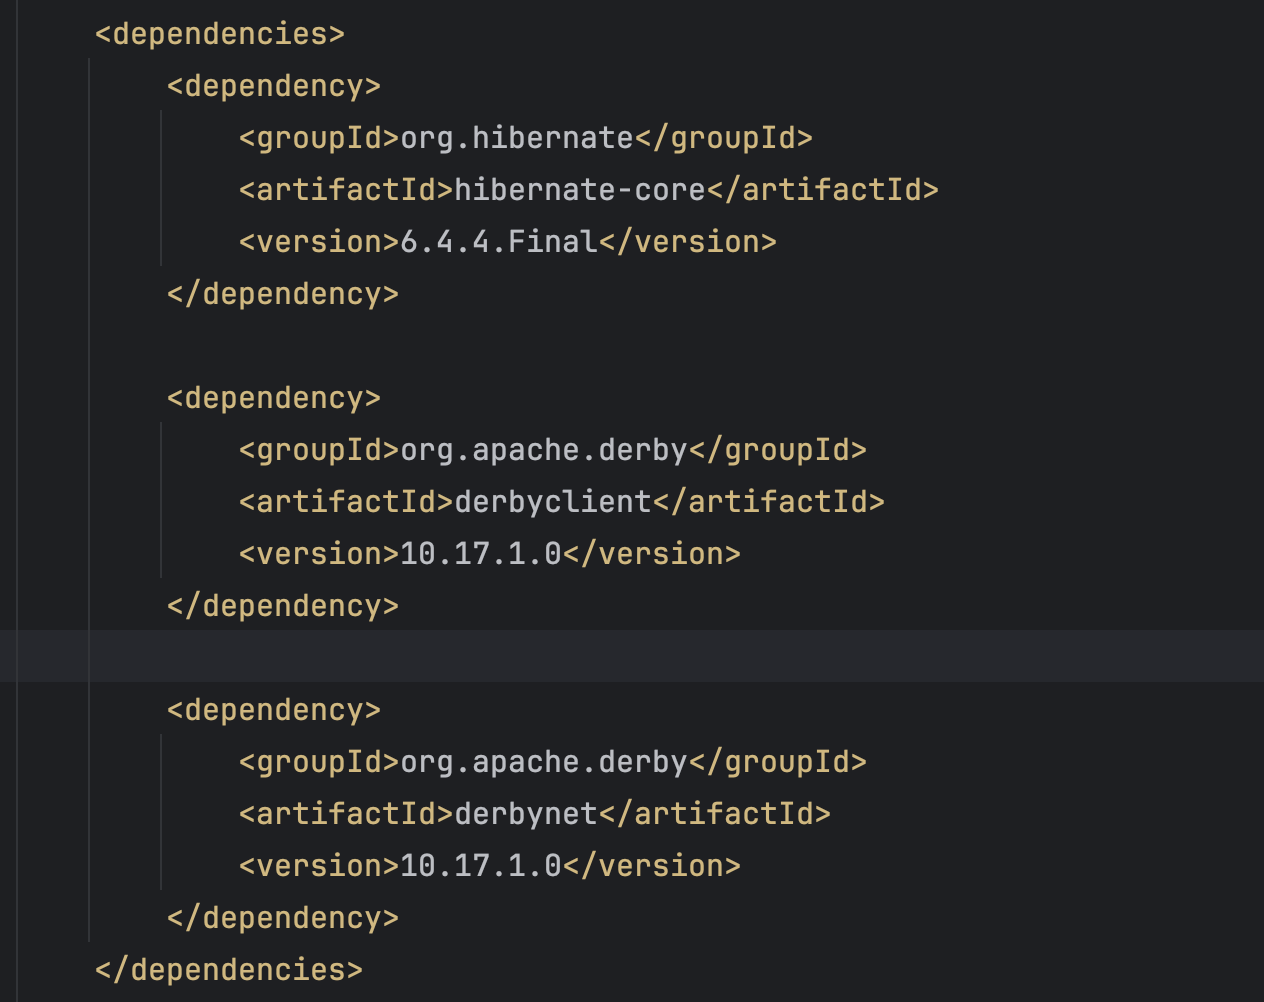 <dependencies>
<dependency>
<groupId>org.hibernate</groupId>
<artifactId>hibernate-core</artifactId>
<version>6.4.4.Final</version>
</dependency>
<dependency>
<groupId>org.apache.derby</groupId>
<artifactId>derbyclient</artifactId>
<version>10.17.1.0</version>
</dependency>
<dependency>
<groupId>org.apache.derby</groupId>
<artifactId>derbynet</artifactId>
<version>10.17.1.0</version>
</dependency>
</dependencies>